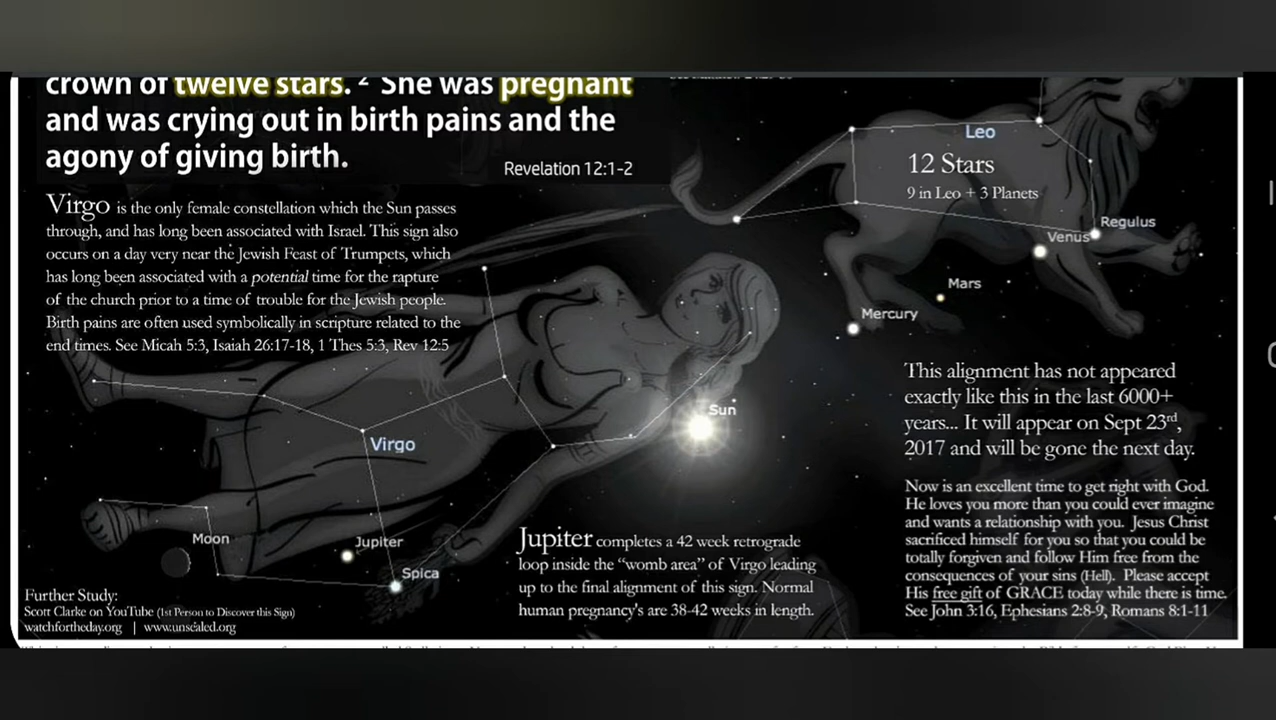 crown of twelve stars. ² She was pregnant
and was crying out in birth pains and the
agony of giving birth.
Revelation 12:1-2
Virgo is the only female constellation which the Sun passes
through, and has long been associated with Israel. This sign also
occurs on a day very near the Jewish Feast of Trumpets, which
has long been associated with a potential time for the rapture
of the church prior to a time of trouble for the Jewish people.
Birth pains are often used symbolically in scripture related to the
end times. See Micah 5:3, Isaiah 26:17-18, 1 Thes 5:3, Rev 12:5
Leo
12 Stars
9 in Leo + 3 Planets
Regulus
Venus
Mars
Mercury
Sun
Virgo
Moon
Jupiter
Spica
This alignment has not appeared
exactly like this in the last 6000+
years... It will appear on Sept 23rd,
2017 and will be gone the next day.
Now is an excellent time to get right with God.
He loves you more than you could ever imagine
and wants a relationship with you. Jesus Christ
sacrificed himself for you so that you could be
totally forgiven and follow Him free from the
consequences of your sins (Hell). Please accept
His free gift of GRACE today while there is time.
See John 3:16, Ephesians 2:8-9, Romans 8:1-11
Jupiter completes a 42 week retrograde
loop inside the "womb area" of Virgo leading
up to the final alignment of this sign. Normal
human pregnancy's are 38-42 weeks in length.
Further Study:
Scott Clarke on YouTube (1st Person to Discover this Sign)
watchfortheday.org | www.unsealed.org